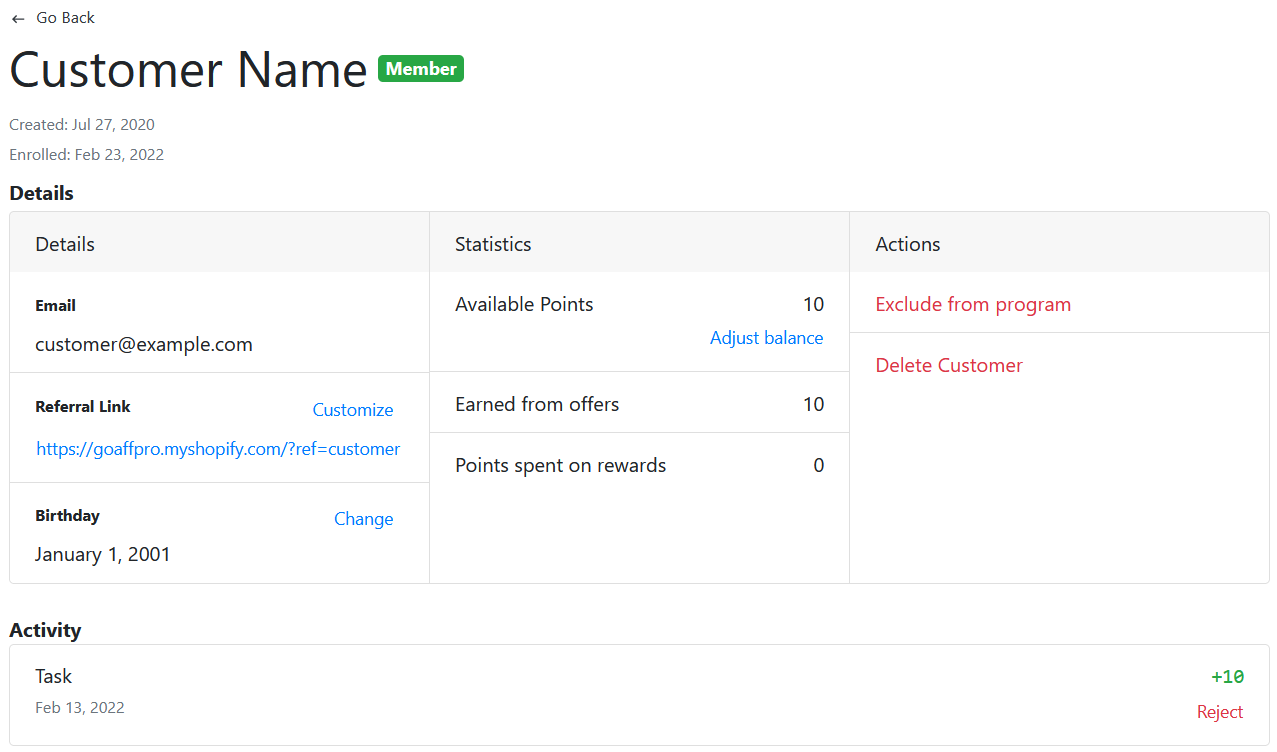 ← Go Back
Customer Name Member
Created: Jul 27, 2020
Enrolled: Feb 23, 2022
Details
Details
Email
customer@example.com
Referral Link Customize
https://goaffpro.myshopify.com/?ref=customer
Birthday Change
January 1, 2001
Statistics
Available Points 10
Adjust balance
Earned from offers 10
Points spent on rewards 0
Actions
Exclude from program
Delete Customer
Activity
Task +10
Feb 13, 2022 Reject